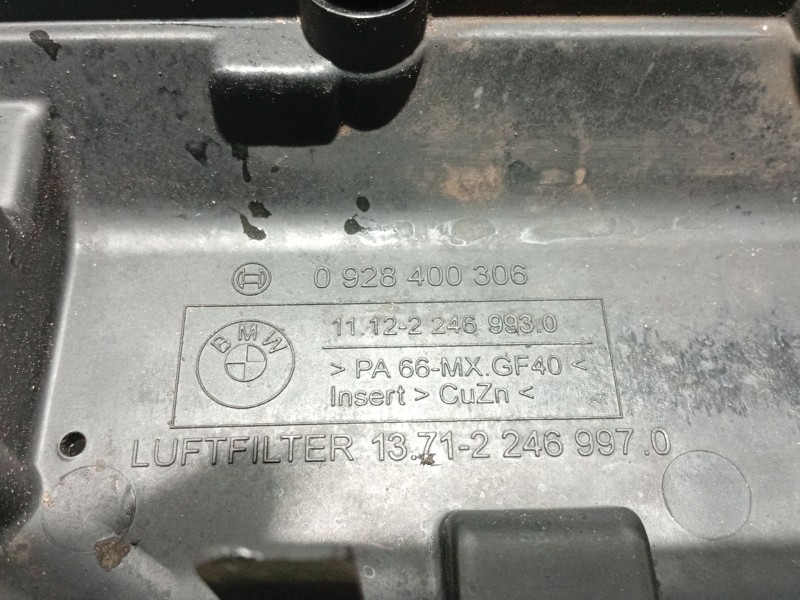 0 928 400 306
BMW
11.12-2 246 993.0
> PA 66-MX.GF40 <
Insert > CuZn <
LUFTFILTER 13.71-2 246 997.0